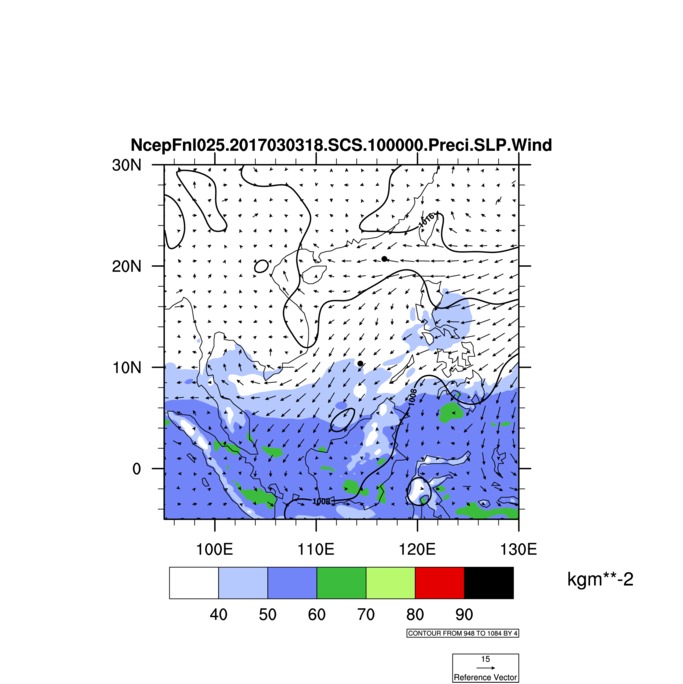 NcepFnl025.2017030318.SCS.100000.Preci.SLP.Wind
30N
1016
20N
10N
1008
0
1008
100E 110E 120E 130E
kgm**-2
40 50 60 70 80 90
CONTOUR FROM 948 TO 1084 BY 4
15
Reference Vector